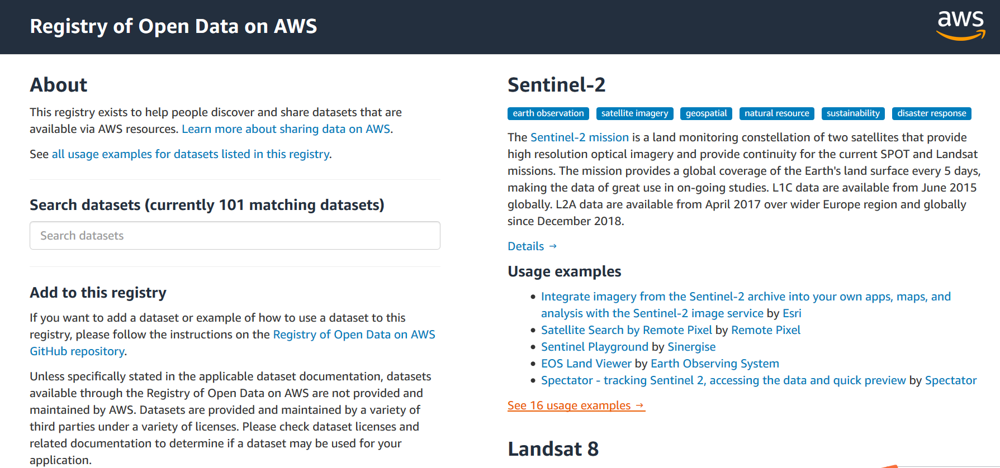 Registry of Open Data on AWS
aws
About
This registry exists to help people discover and share datasets that are
available via AWS resources. Learn more about sharing data on AWS.
See all usage examples for datasets listed in this registry.
Search datasets (currently 101 matching datasets)
Search datasets
Add to this registry
If you want to add a dataset or example of how to use a dataset to this
registry, please follow the instructions on the Registry of Open Data on AWS
GitHub repository.
Unless specifically stated in the applicable dataset documentation, datasets
available through the Registry of Open Data on AWS are not provided and
maintained by AWS. Datasets are provided and maintained by a variety of
third parties under a variety of licenses. Please check dataset licenses and
related documentation to determine if a dataset may be used for your
application.
Sentinel-2
earth observation satellite imagery geospatial natural resource sustainability disaster response
The Sentinel-2 mission is a land monitoring constellation of two satellites that provide
high resolution optical imagery and provide continuity for the current SPOT and Landsat
missions. The mission provides a global coverage of the Earth's land surface every 5 days,
making the data of great use in on-going studies. L1C data are available from June 2015
globally. L2A data are available from April 2017 over wider Europe region and globally
since December 2018.
Details →
Usage examples
• Integrate imagery from the Sentinel-2 archive into your own apps, maps, and
analysis with the Sentinel-2 image service by Esri
• Satellite Search by Remote Pixel by Remote Pixel
• Sentinel Playground by Sinergise
• EOS Land Viewer by Earth Observing System
• Spectator - tracking Sentinel 2, accessing the data and quick preview by Spectator
See 16 usage examples →
Landsat 8